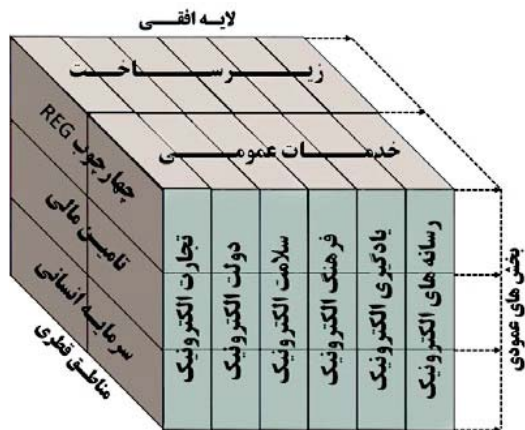 لایه افقی
زیرساخت
خدمات عمومی
چهارچوب REG
تامین مالی
سرمایه انسانی
مناطق قطری
تجارت الکترونیک
دولت الکترونیک
سلامت الکترونیک
فرهنگ الکترونیک
یادگیری الکترونیک
رسانه های الکترونیک
بخش های عمودی